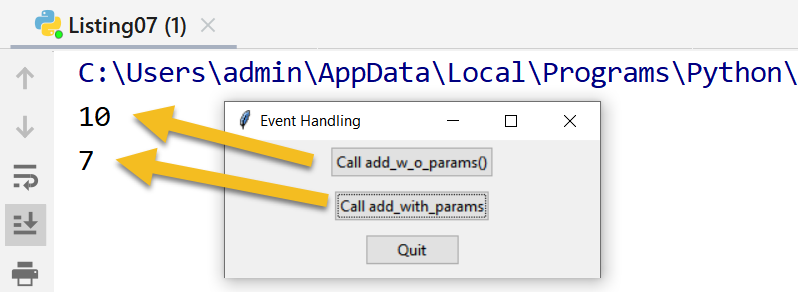 Listing07 (1)
C:\Users\admin\AppData\Local\Programs\Python\
10
7
Event Handling
Call add_w_o_params()
Call add_with_params
Quit